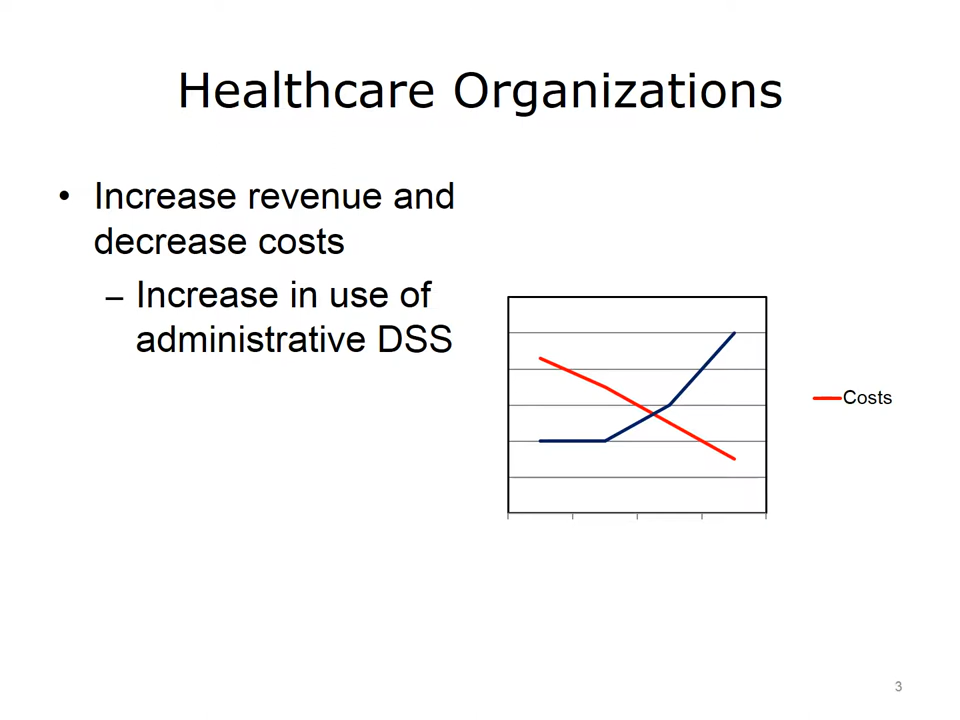 Healthcare Organizations
• Increase revenue and
decrease costs
– Increase in use of
administrative DSS
Costs
3